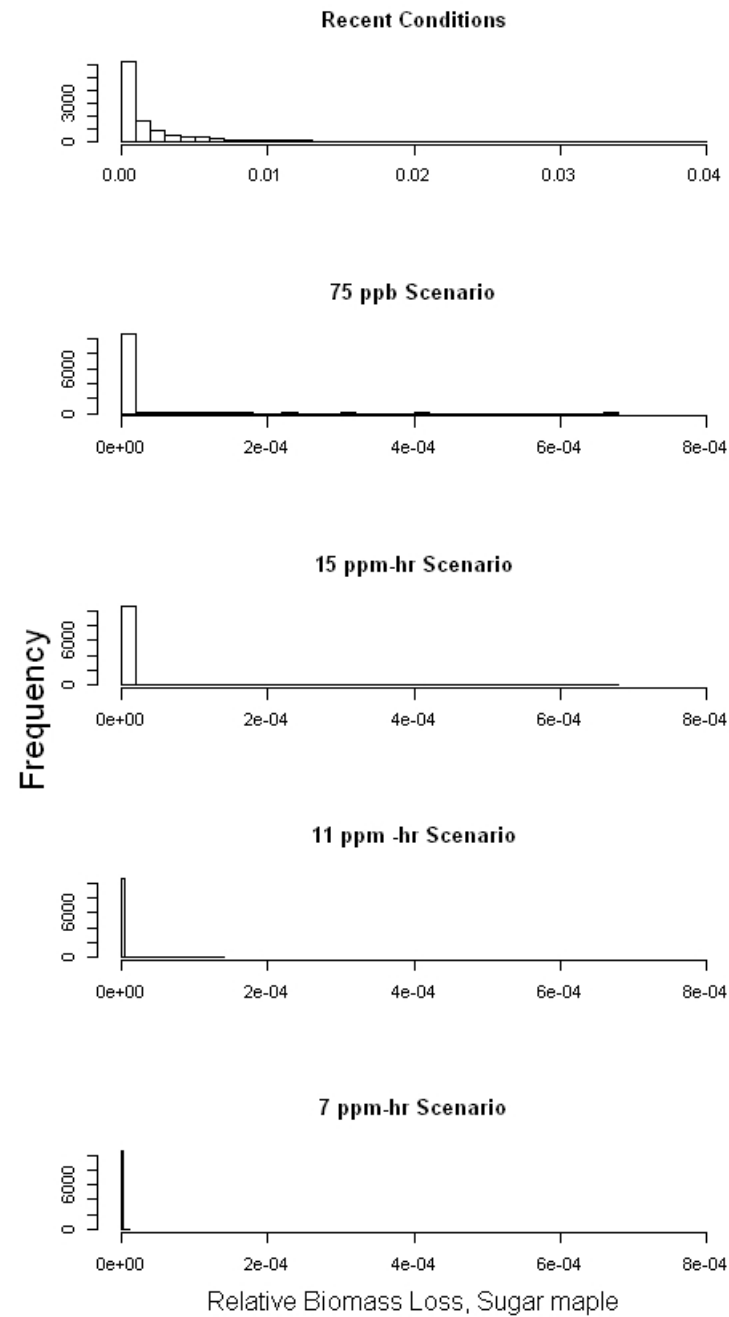 Recent Conditions
3000
0
0.00 0.01 0.02 0.03 0.04
75 ppb Scenario
6000
0
0e+00 2e-04 4e-04 6e-04 8e-04
15 ppm-hr Scenario
Frequency
6000
0
0e+00 2e-04 4e-04 6e-04 8e-04
11 ppm -hr Scenario
6000
0
0e+00 2e-04 4e-04 6e-04 8e-04
7 ppm-hr Scenario
6000
0
0e+00 2e-04 4e-04 6e-04 8e-04
Relative Biomass Loss, Sugar maple